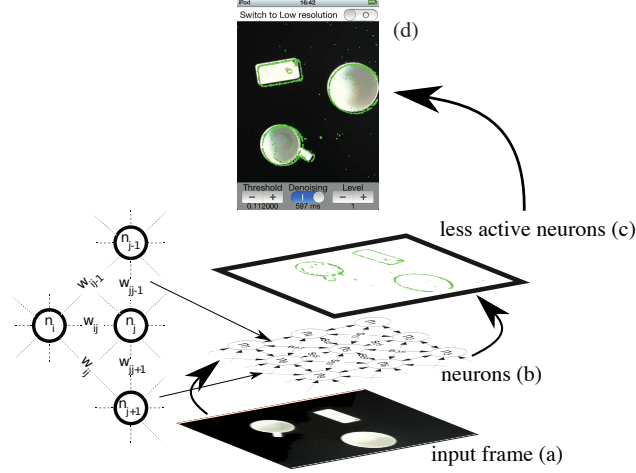 iPod 16:42
Switch to Low resolution
(d)
Threshold Denoising Level
0,112000 597 ms 1
less active neurons (c)
n j-1
w ij-1
w jj-1
n i
w ij
n j
w ij
w jj+1
n j+1
neurons (b)
input frame (a)